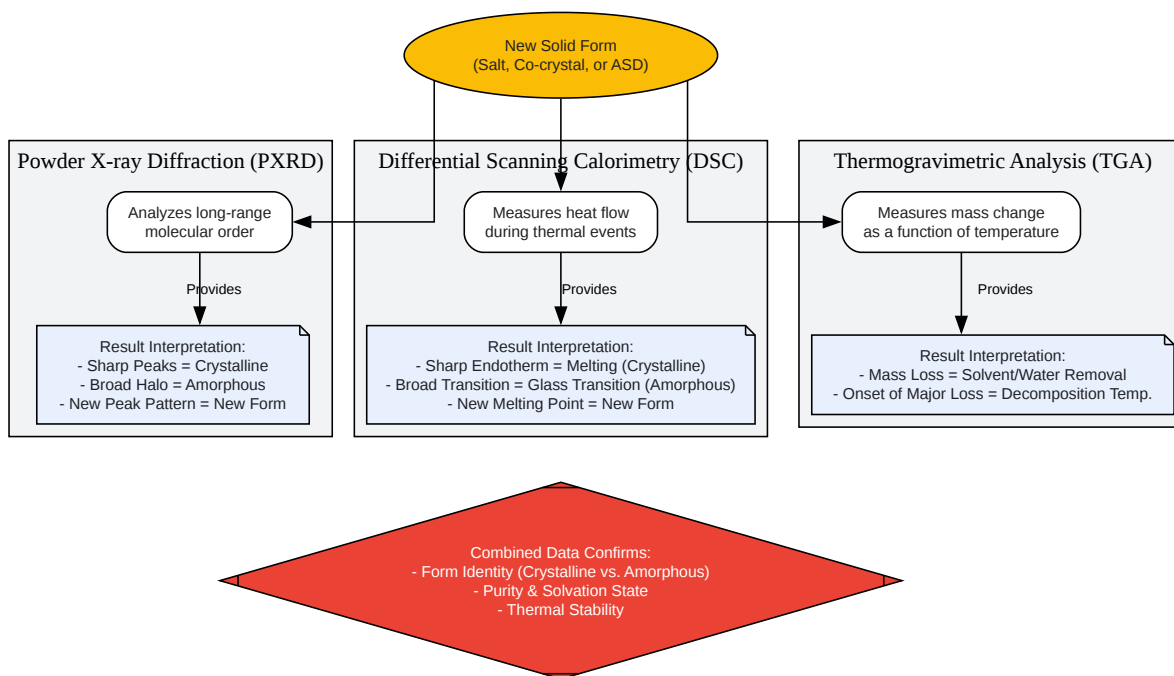 New Solid Form
(Salt, Co-crystal, or ASD)
Powder X-ray Diffraction (PXRD)
Analyzes long-range
molecular order
Provides
Result Interpretation:
- Sharp Peaks = Crystalline
- Broad Halo = Amorphous
- New Peak Pattern = New Form
Differential Scanning Calorimetry (DSC)
Measures heat flow
during thermal events
Provides
Result Interpretation:
- Sharp Endotherm = Melting (Crystalline)
- Broad Transition = Glass Transition (Amorphous)
- New Melting Point = New Form
Thermogravimetric Analysis (TGA)
Measures mass change
as a function of temperature
Provides
Result Interpretation:
- Mass Loss = Solvent/Water Removal
- Onset of Major Loss = Decomposition Temp.
Combined Data Confirms:
- Form Identity (Crystalline vs. Amorphous)
- Purity & Solvation State
- Thermal Stability